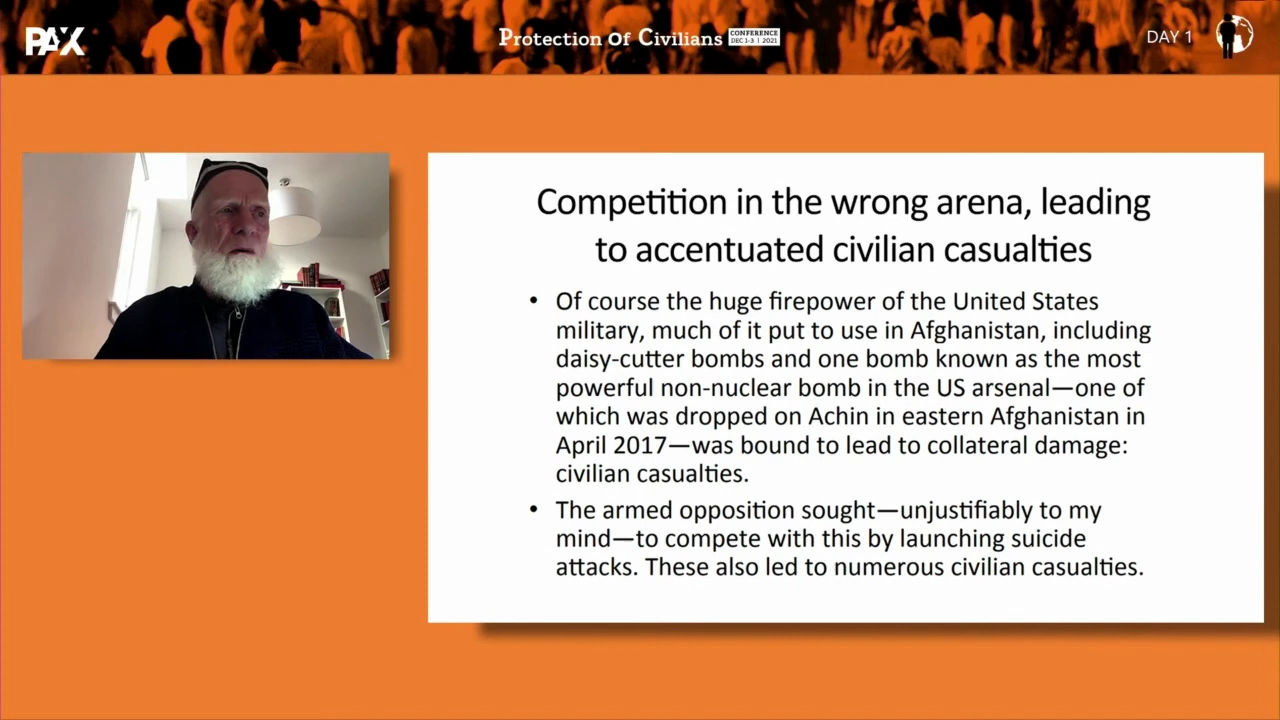 PAX
Protection of Civilians
CONFERENCE
DEC 1-3 | 2021
DAY 1
Competition in the wrong arena, leading
to accentuated civilian casualties
• Of course the huge firepower of the United States
military, much of it put to use in Afghanistan, including
daisy-cutter bombs and one bomb known as the most
powerful non-nuclear bomb in the US arsenal—one of
which was dropped on Achin in eastern Afghanistan in
April 2017—was bound to lead to collateral damage:
civilian casualties.
• The armed opposition sought—unjustifiably to my
mind—to compete with this by launching suicide
attacks. These also led to numerous civilian casualties.